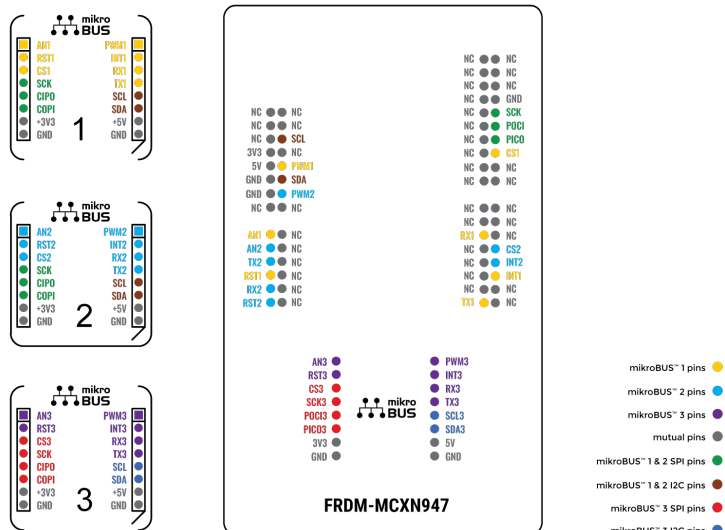 mikro
BUS
AN1 PWM1
RST1 INT1
CS1 RX1
SCK TX1
CIPO SCL
COPI SDA
+3V3 +5V
GND GND
1
mikro
BUS
AN2 PWM2
RST2 INT2
CS2 RX2
SCK TX2
CIPO SCL
COPI SDA
+3V3 +5V
GND GND
2
mikro
BUS
AN3 PWM3
RST3 INT3
CS3 RX3
SCK TX3
CIPO SCL
COPI SDA
+3V3 +5V
GND GND
3
NC NC
NC NC
NC SCL
3V3 NC
5V PWM1
GND SDA
GND PWM2
NC NC
AN1 NC
AN2 NC
TX2 NC
RST1 NC
RX2 NC
RST2 NC
NC NC
NC NC
NC NC
NC GND
NC SCK
NC POCI
NC PICO
NC CS1
NC NC
NC NC
NC NC
NC NC
RX1 NC
NC CS2
NC INT2
NC INT1
NC NC
TX1 NC
AN3 PWM3
RST3 INT3
CS3 RX3
SCK3 TX3
POCI3 SCL3
PICO3 SDA3
3V3 5V
GND GND
mikro
BUS
FRDM-MCXN947
mikroBUS™ 1 pins
mikroBUS™ 2 pins
mikroBUS™ 3 pins
mutual pins
mikroBUS™ 1 & 2 SPI pins
mikroBUS™ 1 & 2 I2C pins
mikroBUS™ 3 SPI pins
mikroBUS™ 3 I2C pins